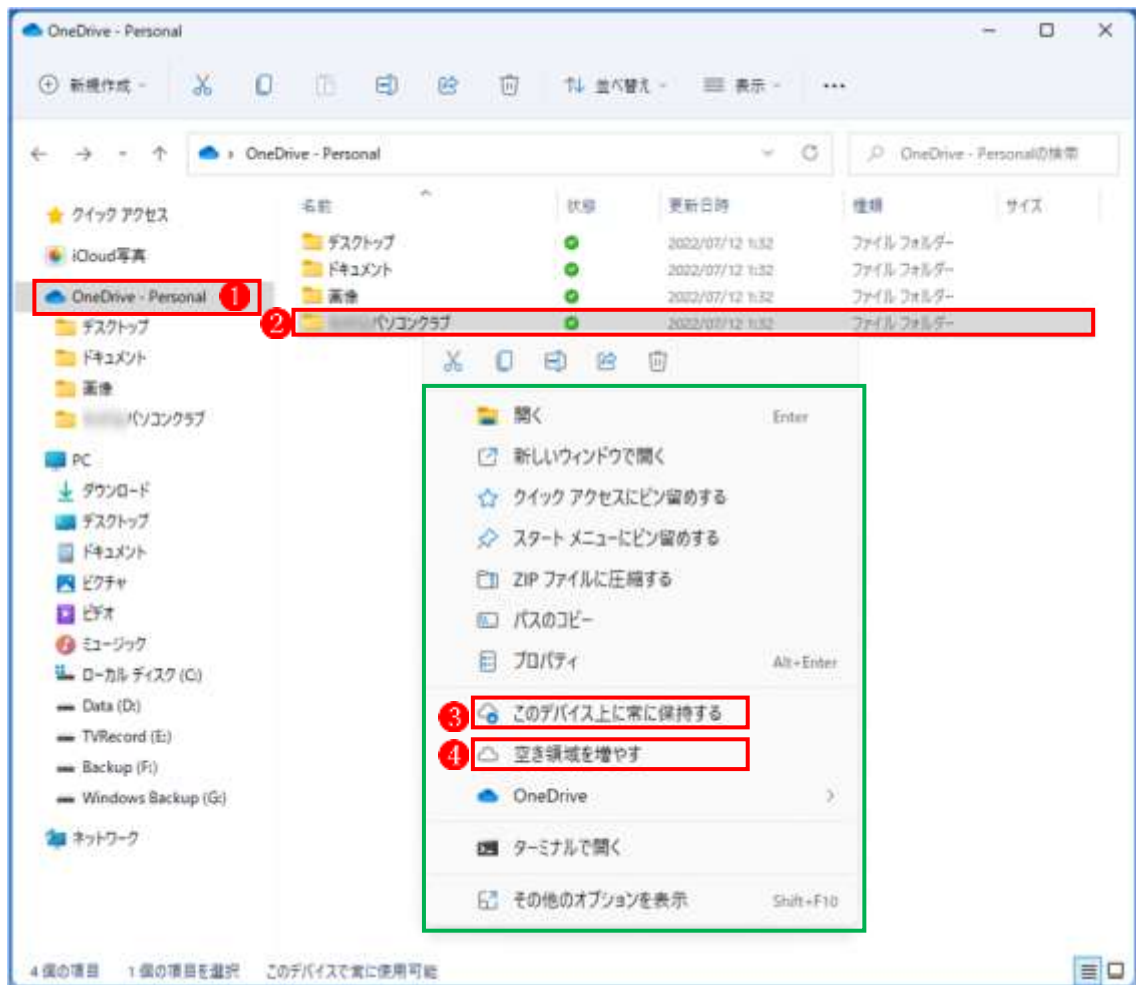 OneDrive - Personal
新規作成
並べ替え
表示
OneDrive - Personal
OneDrive - Personalの検索
クイック アクセス
iCloud写真
OneDrive - Personal 1
デスクトップ
ドキュメント
画像
パソコンクラブ
PC
ダウンロード
デスクトップ
ドキュメント
ピクチャ
ビデオ
ミュージック
ローカル ディスク (C:)
Data (D:)
TVRecord (E:)
Backup (F:)
Windows Backup (G:)
ネットワーク
名前 状態 更新日時 種類 サイズ
デスクトップ 2022/07/12 1:32 ファイル フォルダー
ドキュメント 2022/07/12 1:32 ファイル フォルダー
画像 2022/07/12 1:32 ファイル フォルダー
2 パソコンクラブ 2022/07/12 1:32 ファイル フォルダー
開く Enter
新しいウィンドウで開く
クイック アクセスにピン留めする
スタート メニューにピン留めする
ZIP ファイルに圧縮する
パスのコピー
プロパティ Alt+Enter
3 このデバイス上に常に保持する
4 空き領域を増やす
OneDrive
ターミナルで開く
その他のオプションを表示 Shift+F10
4 個の項目 1 個の項目を選択 このデバイスで常に使用可能